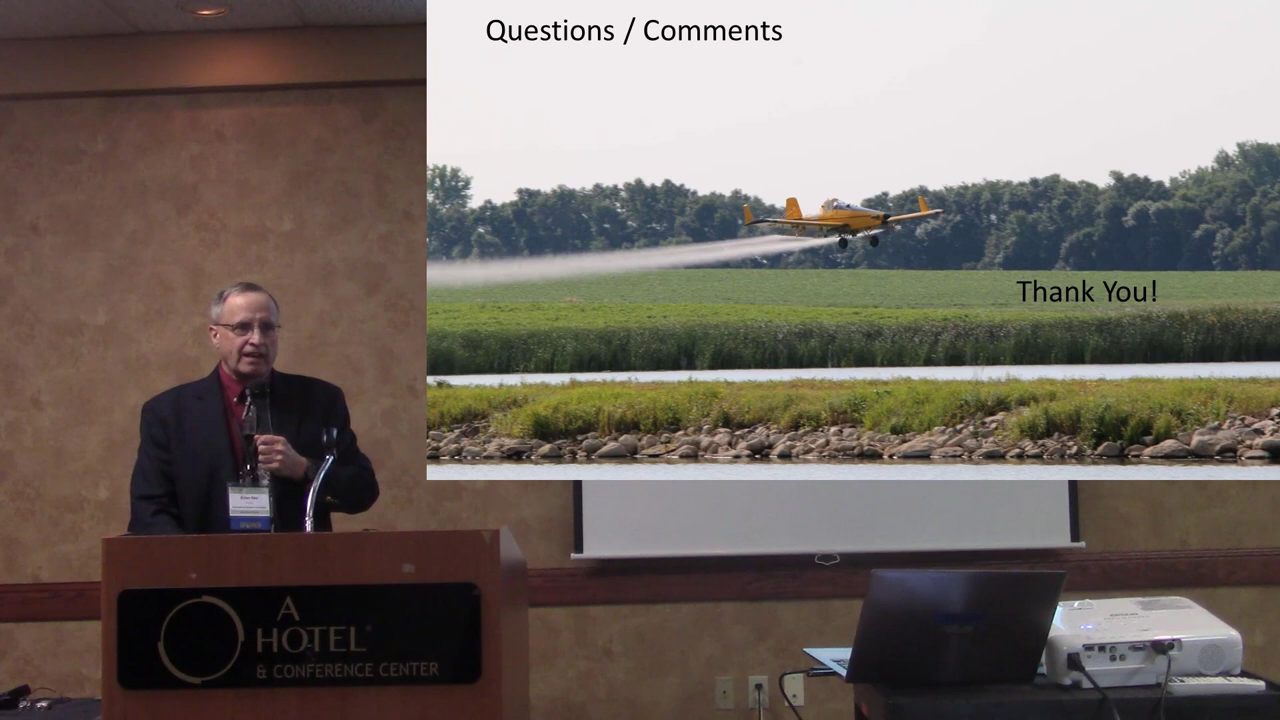 Questions / Comments
Thank You!
A
HOTEL®
& CONFERENCE CENTER